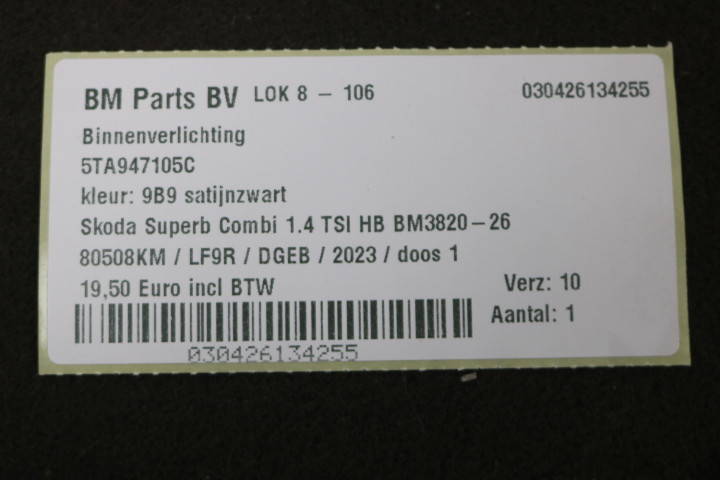 BM Parts BV LOK 8 – 106 030426134255
Binnenverlichting
5TA947105C
kleur: 9B9 satijnzwart
Skoda Superb Combi 1.4 TSI HB BM3820–26
80508KM / LF9R / DGEB / 2023 / doos 1
19,50 Euro incl BTW Verz: 10
Aantal: 1
030426134255